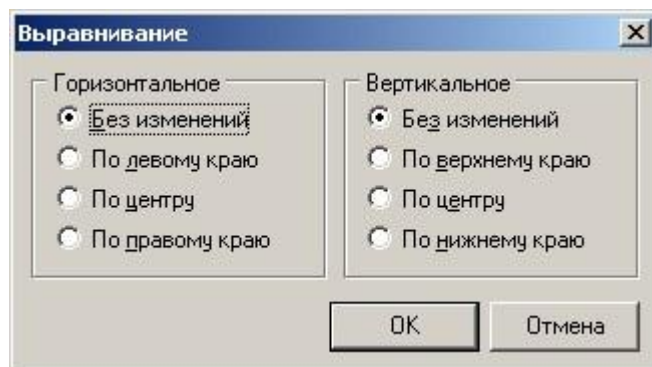 Выравнивание
Горизонтальное
Без изменений
По левому краю
По центру
По правому краю
Вертикальное
Без изменений
По верхнему краю
По центру
По нижнему краю
OK
Отмена